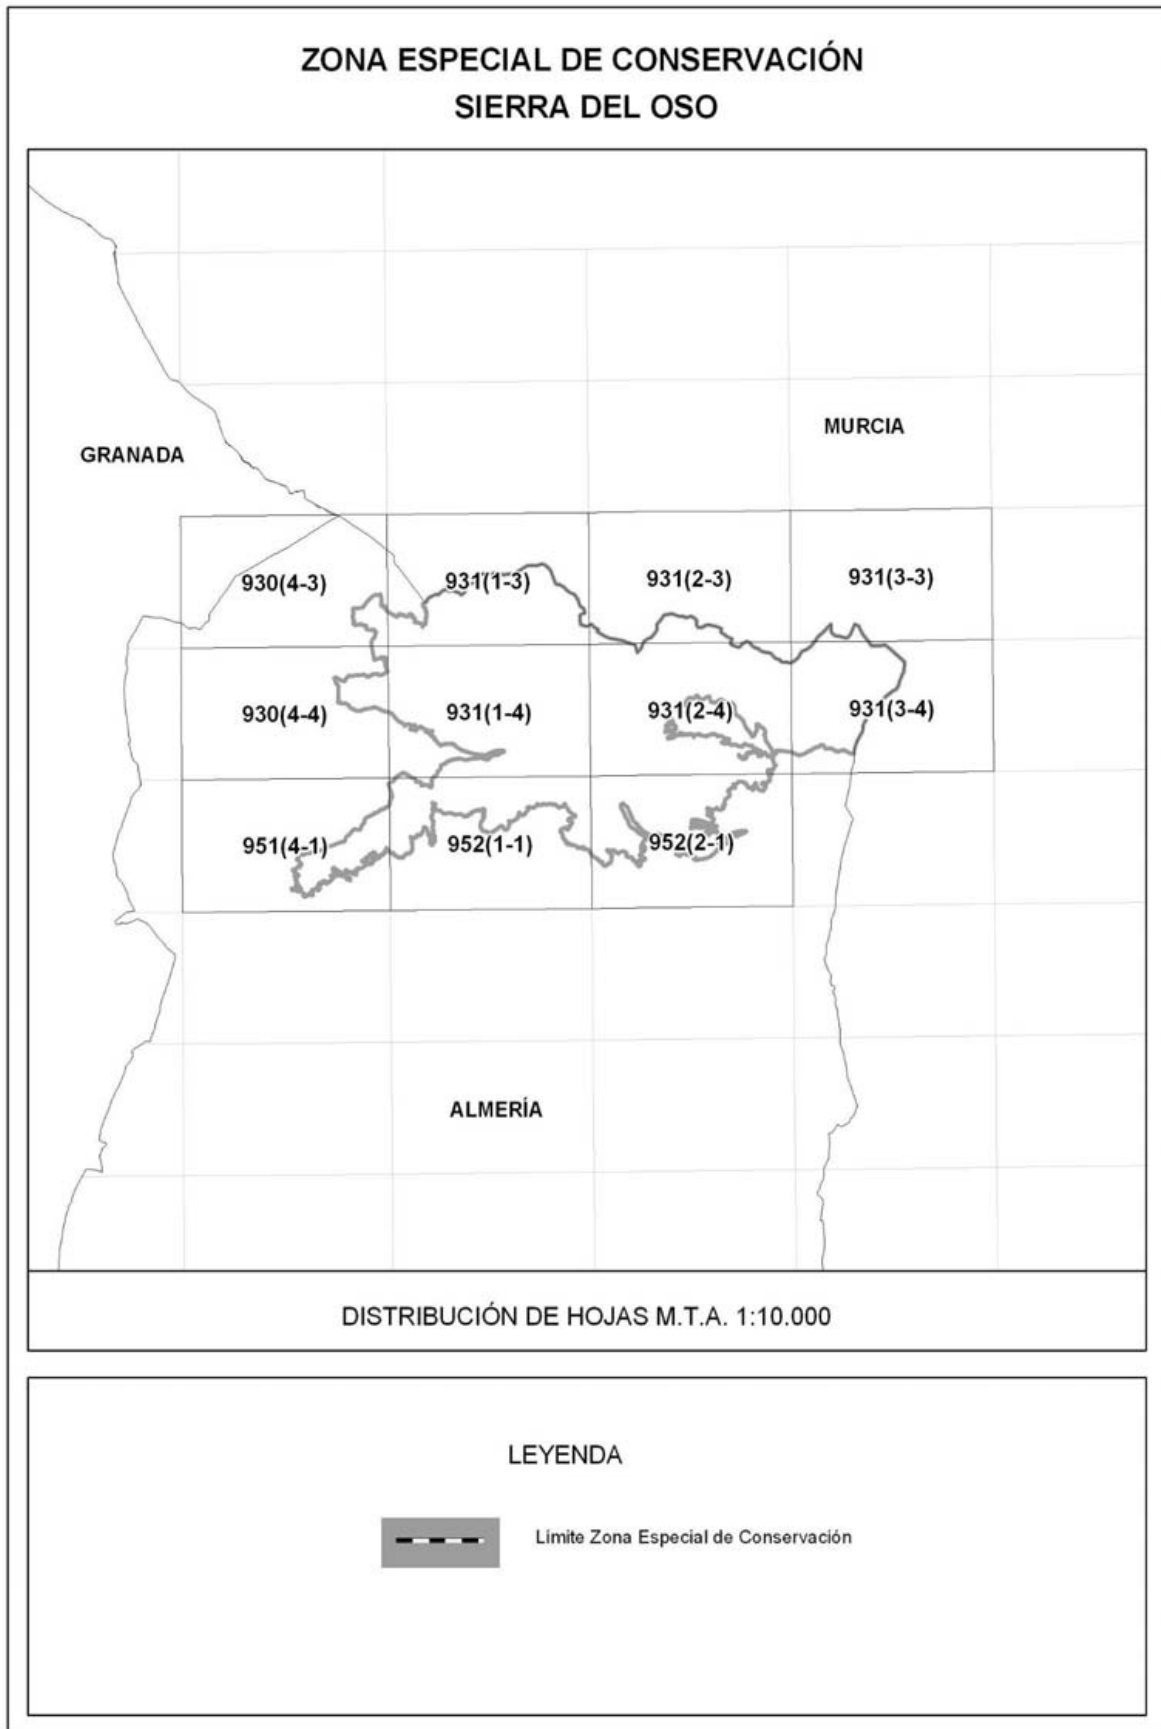 ZONA ESPECIAL DE CONSERVACIÓN
SIERRA DEL OSO
MURCIA
GRANADA
930(4-3)
931(1-3)
931(2-3)
931(3-3)
930(4-4)
931(1-4)
931(2-4)
931(3-4)
951(4-1)
952(1-1)
952(2-1)
ALMERÍA
DISTRIBUCIÓN DE HOJAS M.T.A. 1:10.000
LEYENDA
Límite Zona Especial de Conservación